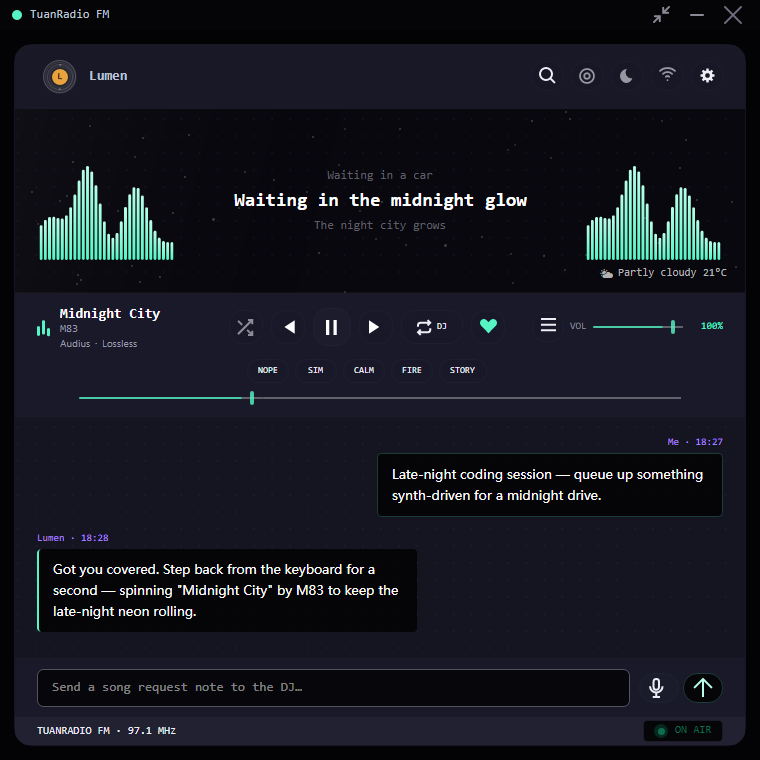 TuanRadio FM
L
Lumen
Waiting in a car
Waiting in the midnight glow
The night city grows
Partly cloudy 21°C
Midnight City
M83
Audius · Lossless
DJ
VOL
100%
NOPE
SIM
CALM
FIRE
STORY
Me · 18:27
Late-night coding session — queue up something
synth-driven for a midnight drive.
Lumen · 18:28
Got you covered. Step back from the keyboard for a
second — spinning "Midnight City" by M83 to keep the
late-night neon rolling.
Send a song request note to the DJ…
TUANRADIO FM · 97.1 MHz
ON AIR